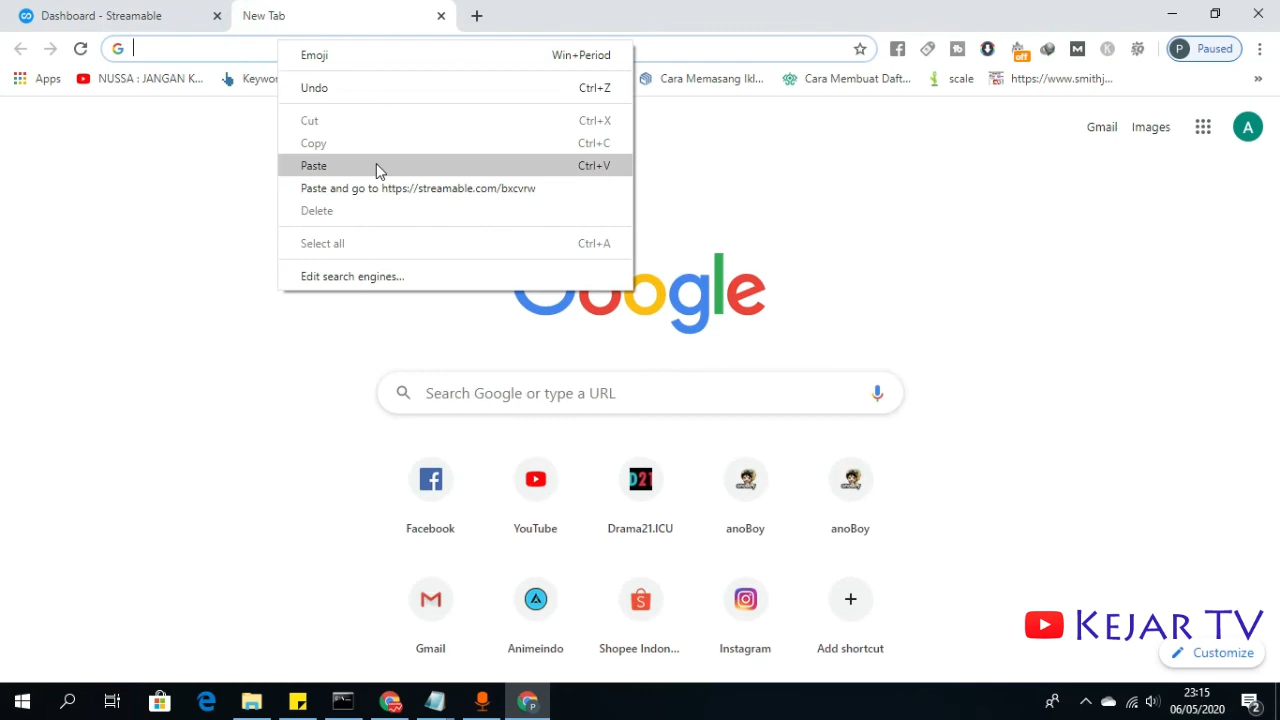 Dashboard - Streamable
New Tab
Paused
Apps
NUSSA : JANGAN K...
Keywor
Cara Memasang Ikl...
Cara Membuat Daft...
scale
https://www.smithj...
Emoji Win+Period
Undo Ctrl+Z
Cut Ctrl+X
Copy Ctrl+C
Paste Ctrl+V
Paste and go to https://streamable.com/bxcvrw
Delete
Select all Ctrl+A
Edit search engines...
Gmail
Images
A
Google
Search Google or type a URL
Facebook
YouTube
Drama21.ICU
anoBoy
anoBoy
Gmail
Animeindo
Shopee Indon...
Instagram
Add shortcut
KEJAR TV
Customize
23:15
06/05/2020